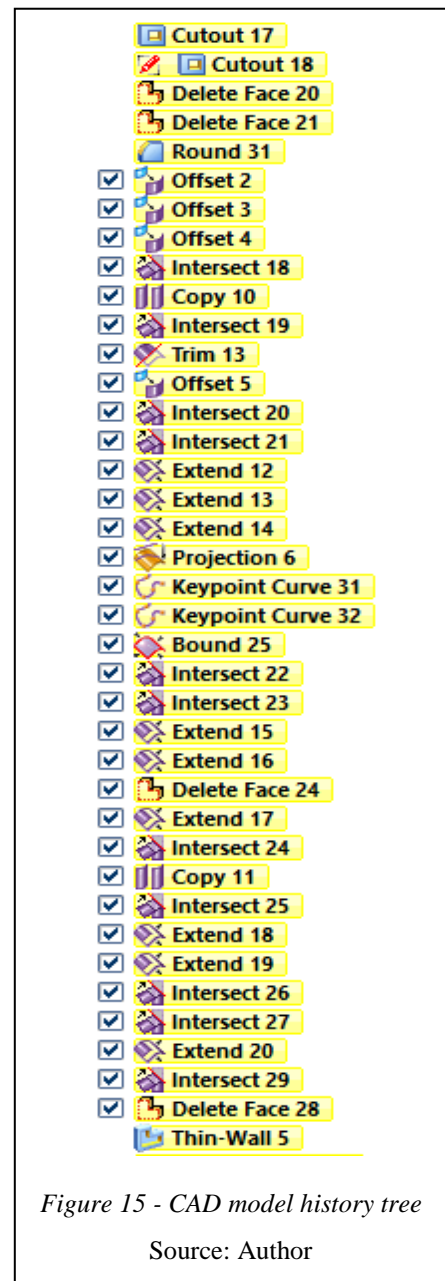 Cutout 17
Cutout 18
Delete Face 20
Delete Face 21
Round 31
Offset 2
Offset 3
Offset 4
Intersect 18
Copy 10
Intersect 19
Trim 13
Offset 5
Intersect 20
Intersect 21
Extend 12
Extend 13
Extend 14
Projection 6
Keypoint Curve 31
Keypoint Curve 32
Bound 25
Intersect 22
Intersect 23
Extend 15
Extend 16
Delete Face 24
Extend 17
Intersect 24
Copy 11
Intersect 25
Extend 18
Extend 19
Intersect 26
Intersect 27
Extend 20
Intersect 29
Delete Face 28
Thin-Wall 5
Figure 15 - CAD model history tree
Source: Author